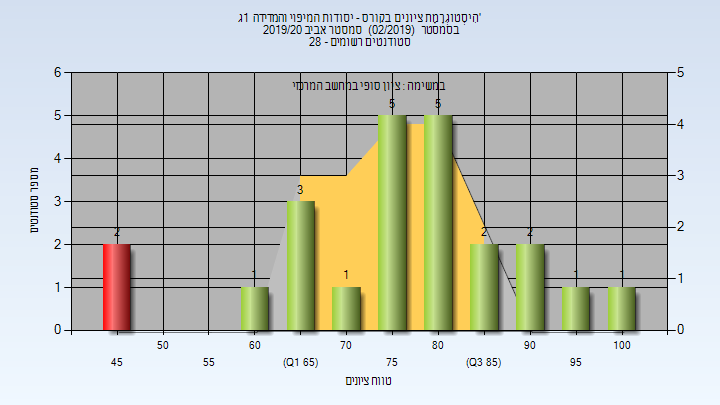 היסטוגרמת ציונים בקורס - יסודות המיפוי והמדידה 1ג'
בסמסטר (02/2019) סמסטר אביב 2019/20
סטודנטים רשומים - 28
במשימה : ציון סופי במחשב המרכזי
מספר סטודנטים
6 5 4 3 2 1 0
5 4 3 2 1 0
2 1 3 1 5 5 2 2 1 1
45 50 55 60 (Q1 65) 70 75 80 (Q3 85) 90 95 100
טווח ציונים